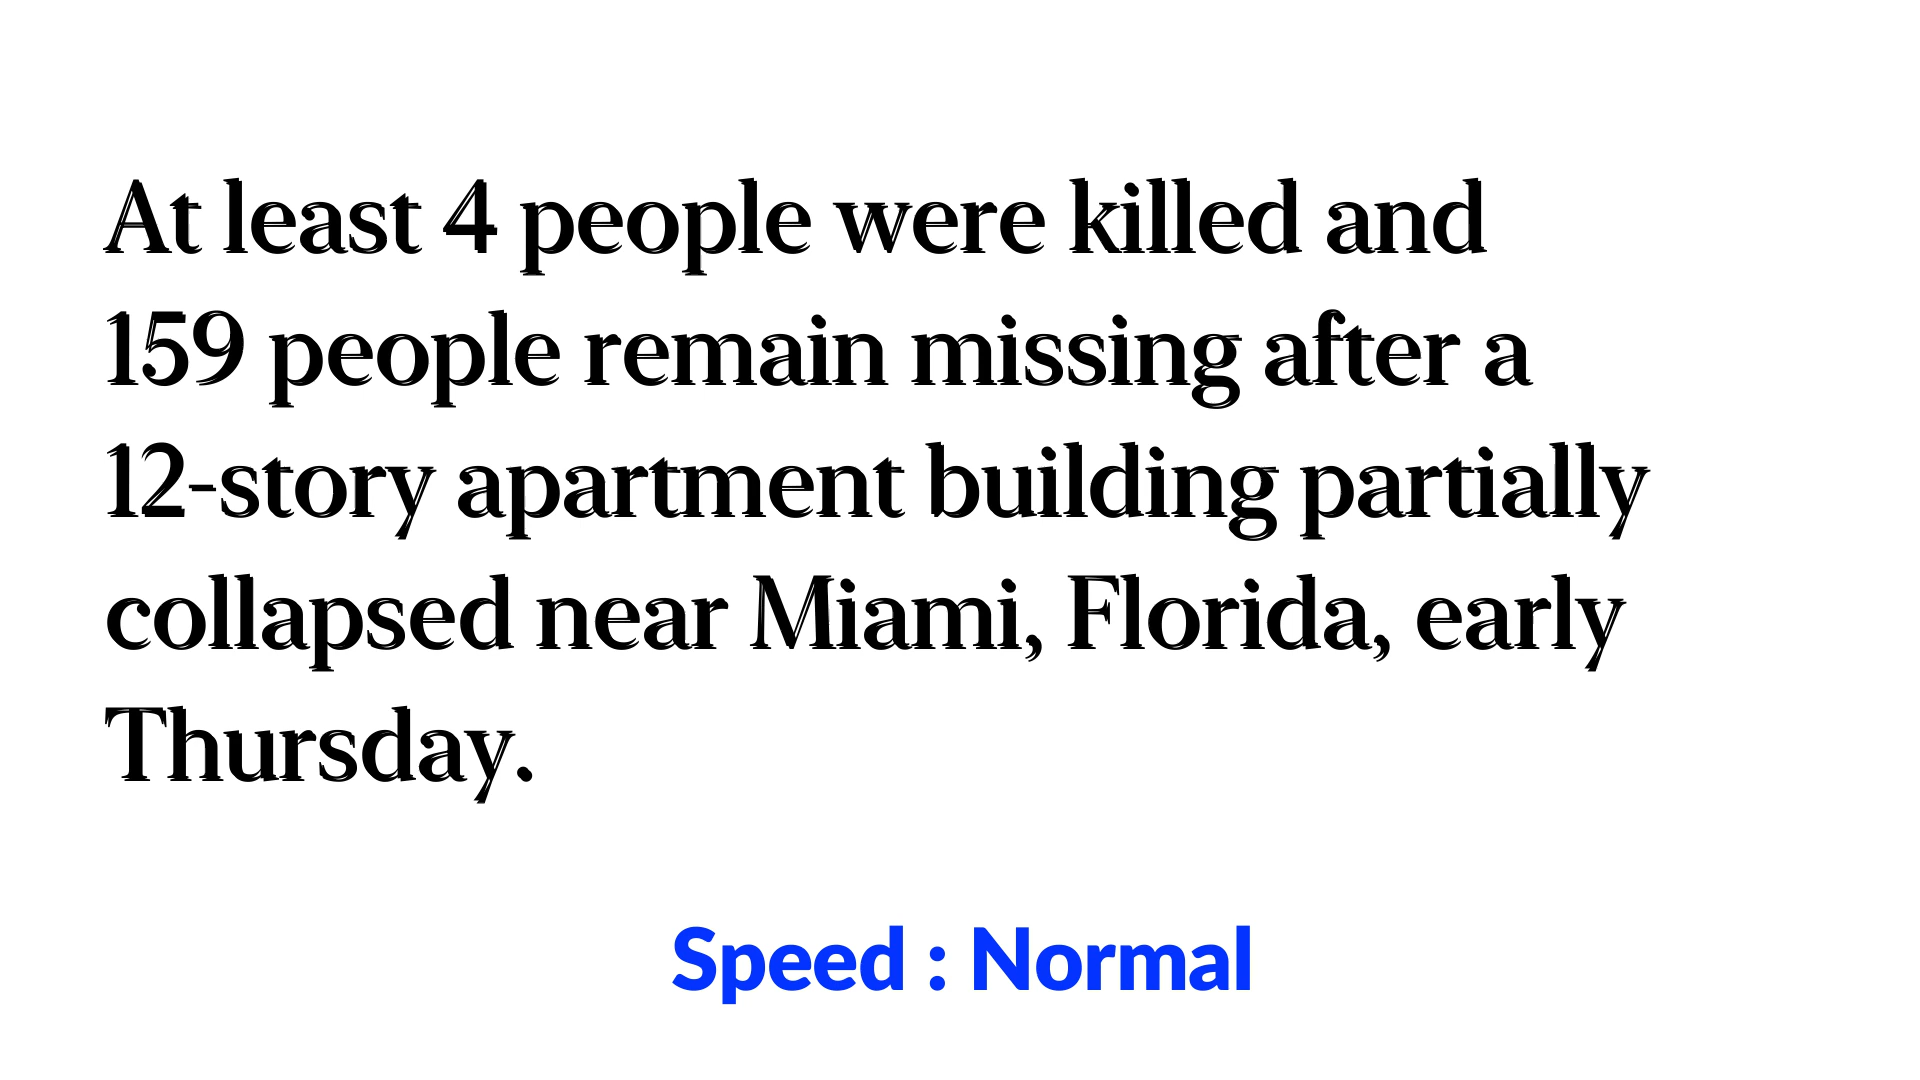 At least 4 people were killed and
159 people remain missing after a
12-story apartment building partially
collapsed near Miami, Florida, early
Thursday.
Speed : Normal